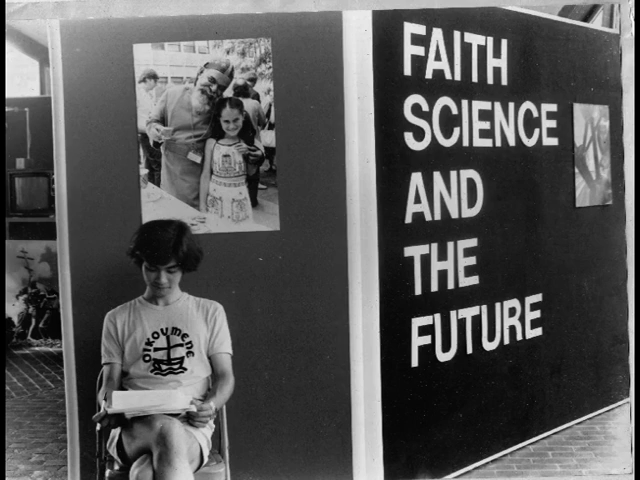 FAITH
SCIENCE
AND
THE
FUTURE
OIKOUMENE